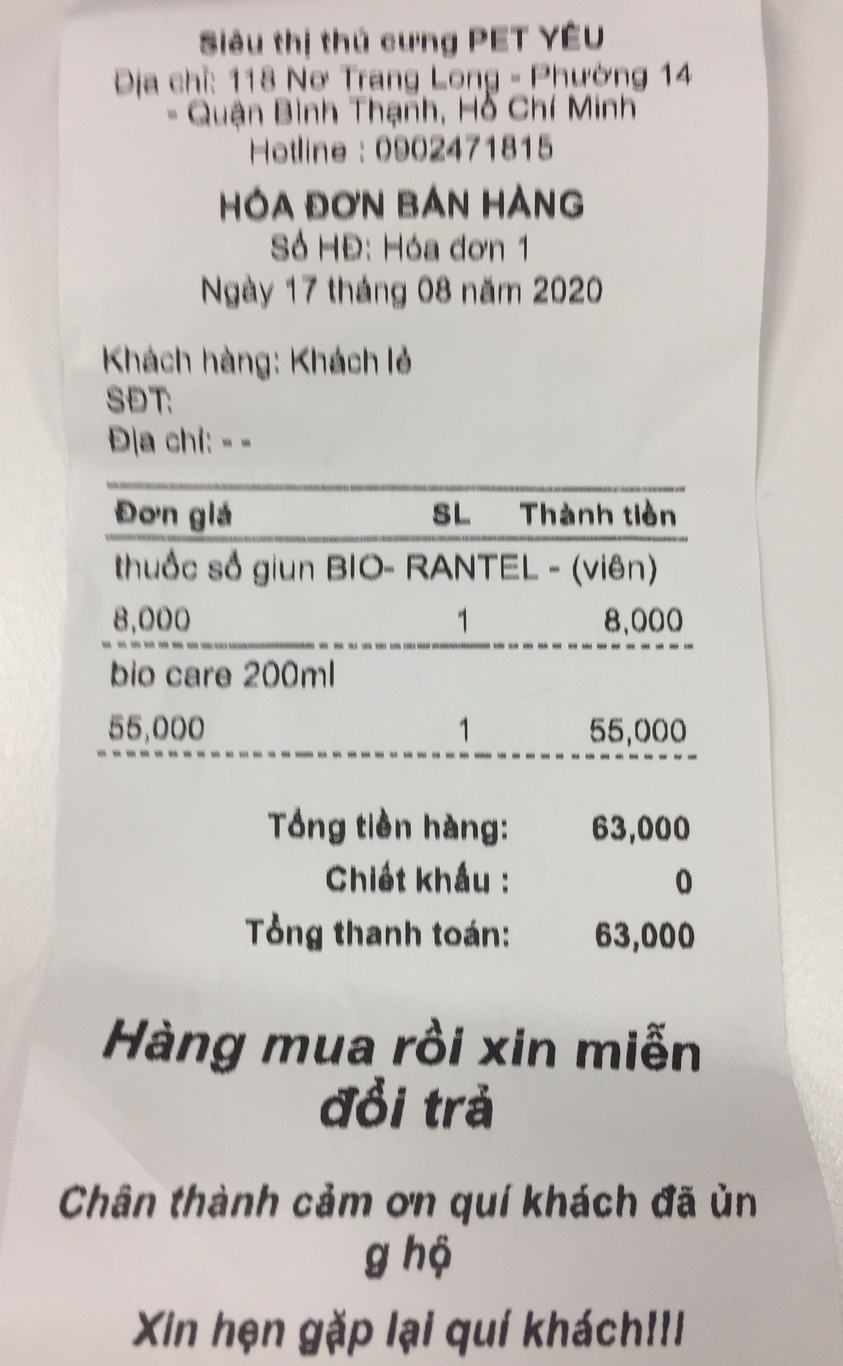 Siêu thị thú cưng PET YÊU
Địa chỉ: 118 Nơ Trang Long - Phường 14
- Quận Bình Thạnh, Hồ Chí Minh
Hotline : 0902471815
HÓA ĐƠN BÁN HÀNG
Số HĐ: Hóa đơn 1
Ngày 17 tháng 08 năm 2020
Khách hàng: Khách lẻ
SĐT:
Địa chỉ: - -
Đơn giá SL Thành tiền
thuốc sổ giun BIO- RANTEL - (viên)
8,000 1 8,000
bio care 200ml
55,000 1 55,000
Tổng tiền hàng: 63,000
Chiết khấu : 0
Tổng thanh toán: 63,000
Hàng mua rồi xin miễn
đổi trả
Chân thành cảm ơn quí khách đã ủn
g hộ
Xin hẹn gặp lại quí khách!!!